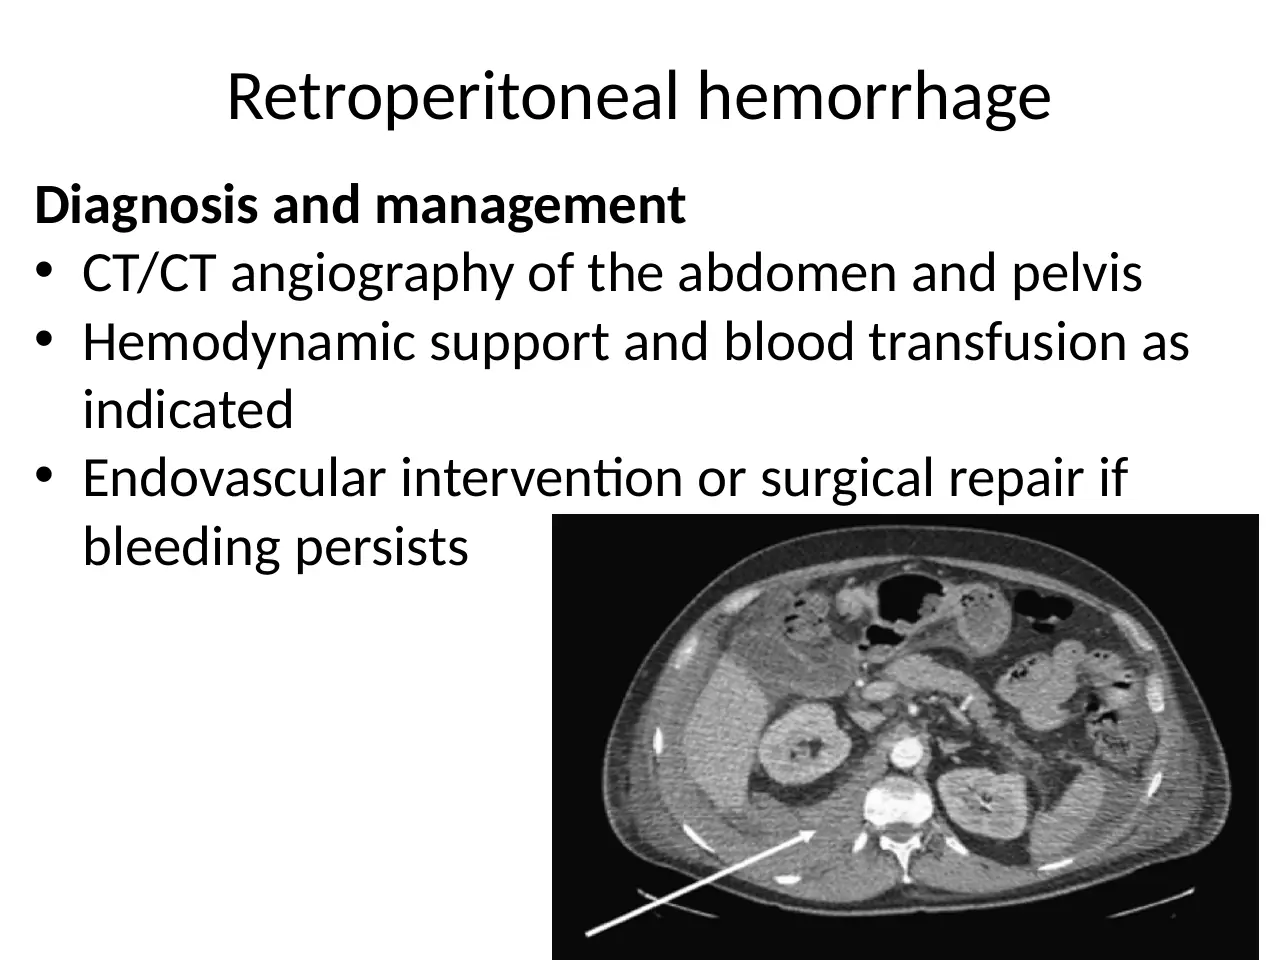 Retroperitoneal hemorrhage
Diagnosis and management
• CT/CT angiography of the abdomen and pelvis
• Hemodynamic support and blood transfusion as
indicated
• Endovascular intervention or surgical repair if
bleeding persists